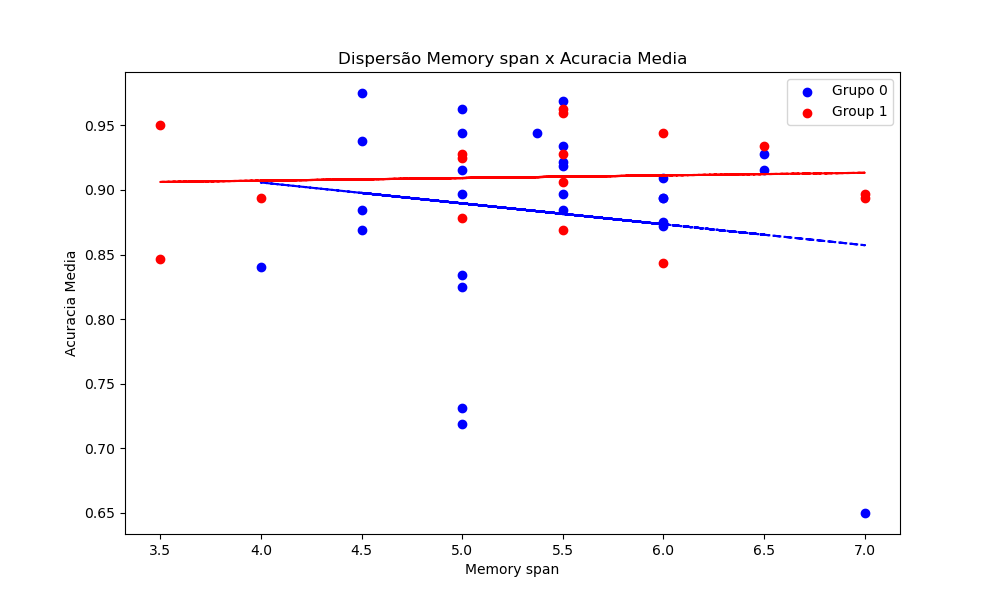 Dispersão Memory span x Acuracia Media
Grupo 0
Group 1
Acuracia Media
0.95
0.90
0.85
0.80
0.75
0.70
0.65
3.5 4.0 4.5 5.0 5.5 6.0 6.5 7.0
Memory span